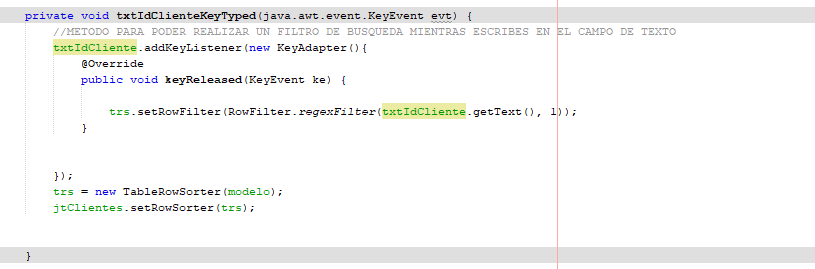 private void txtIdClienteKeyTyped(java.awt.event.KeyEvent evt) {
//METODO PARA PODER REALIZAR UN FILTRO DE BUSQUEDA MIENTRAS ESCRIBES EN EL CAMPO DE TEXTO
txtIdCliente.addKeyListener(new KeyAdapter(){
@Override
public void keyReleased(KeyEvent ke) {
trs.setRowFilter(RowFilter.regexFilter(txtIdCliente.getText(), 1));
}
});
trs = new TableRowSorter(modelo);
jtClientes.setRowSorter(trs);
}